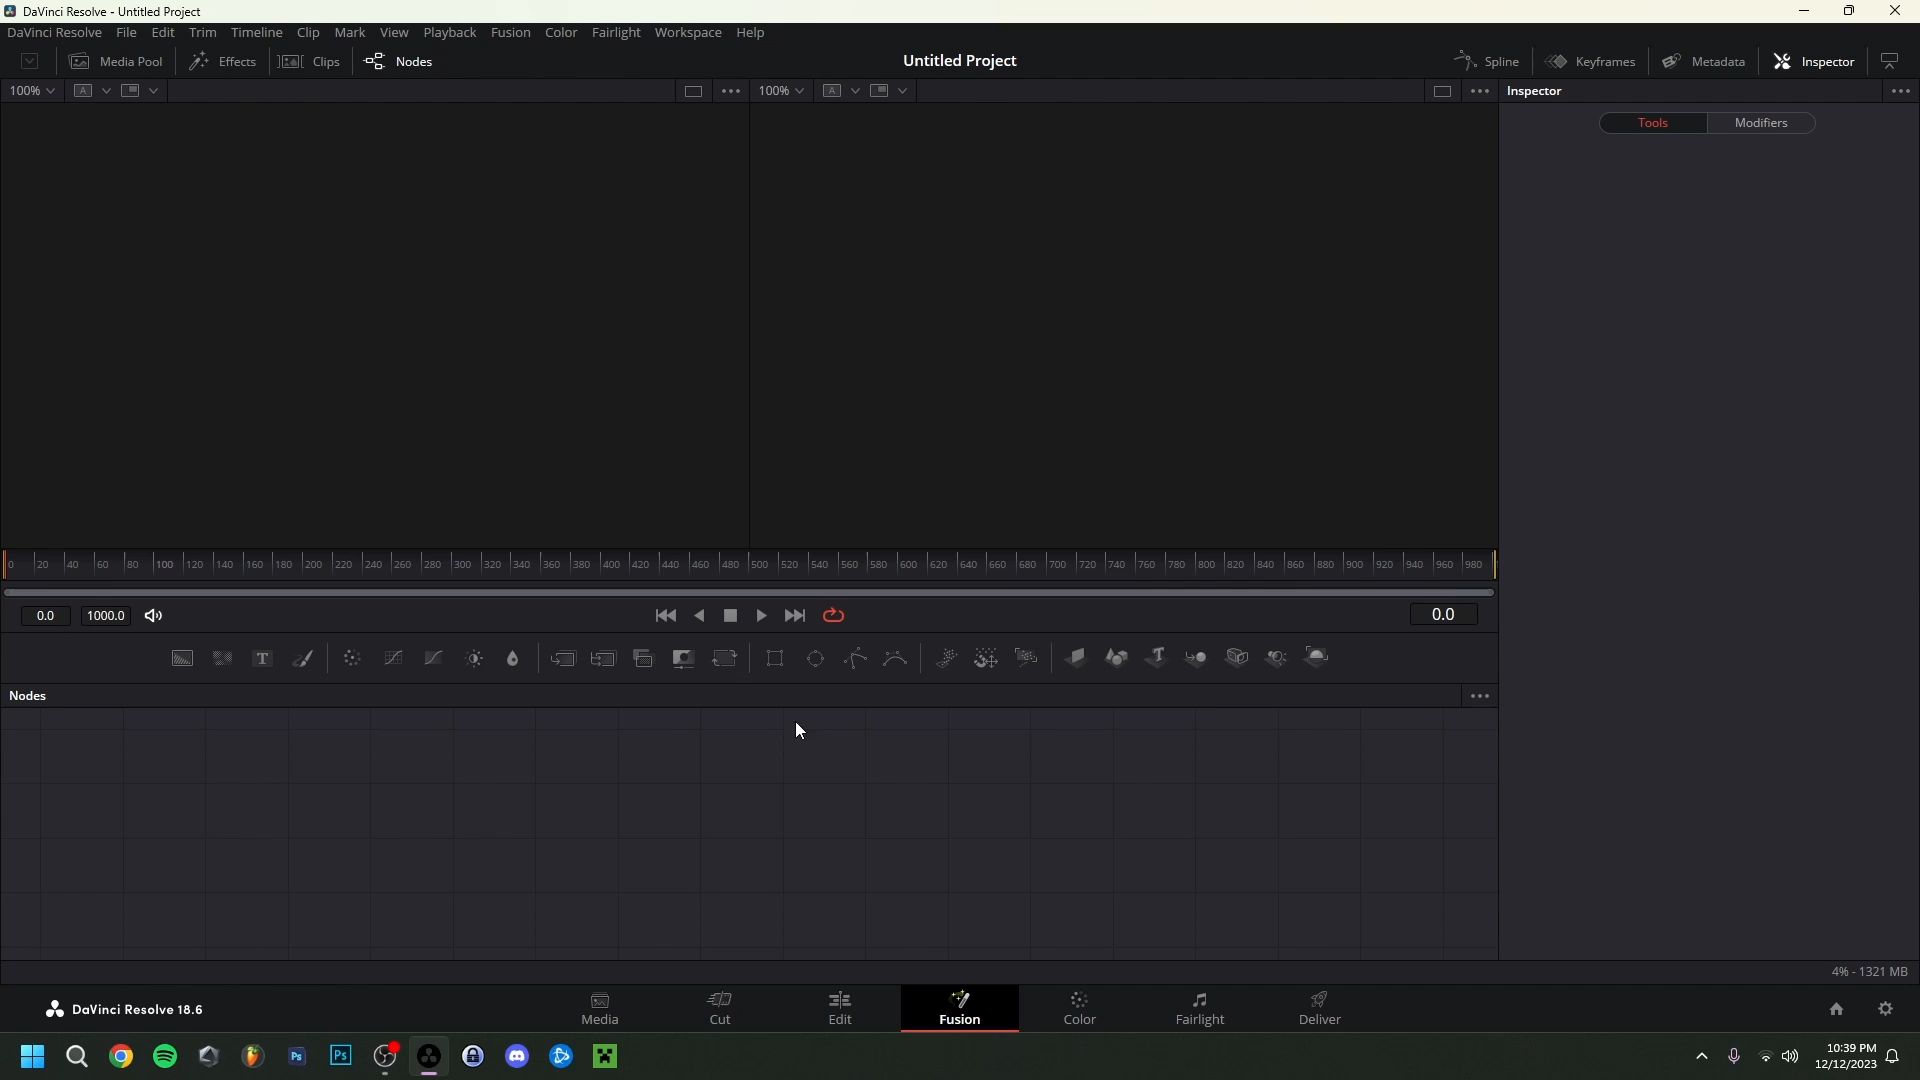 DaVinci Resolve - Untitled Project
DaVinci Resolve File Edit Trim Timeline Clip Mark View Playback Fusion Color Fairlight Workspace Help
Media Pool Effects Clips Nodes Untitled Project Spline Keyframes Metadata Inspector
100% A 100% A Inspector
Tools Modifiers
0 20 40 60 80 100 120 140 160 180 200 220 240 260 280 300 320 340 360 380 400 420 440 460 480 500 520 540 560 580 600 620 640 660 680 700 720 740 760 780 800 820 840 860 880 900 920 940 960 980
0.0 1000.0 0.0
T T
Nodes
4% - 1321 MB
DaVinci Resolve 18.6 Media Cut Edit Fusion Color Fairlight Deliver
Ps Ps 10:39 PM
12/12/2023